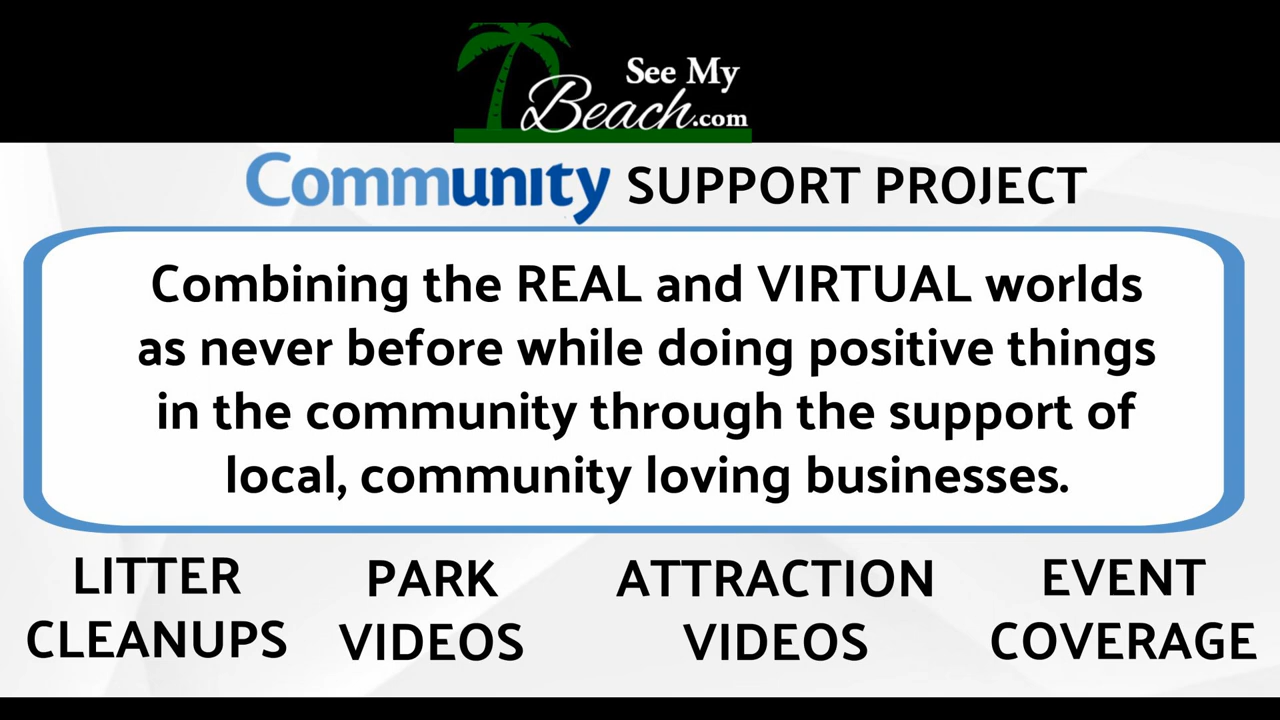 See My
Beach.com
Community SUPPORT PROJECT
Combining the REAL and VIRTUAL worlds
as never before while doing positive things
in the community through the support of
local, community loving businesses.
LITTER
CLEANUPS
PARK
VIDEOS
ATTRACTION
VIDEOS
EVENT
COVERAGE